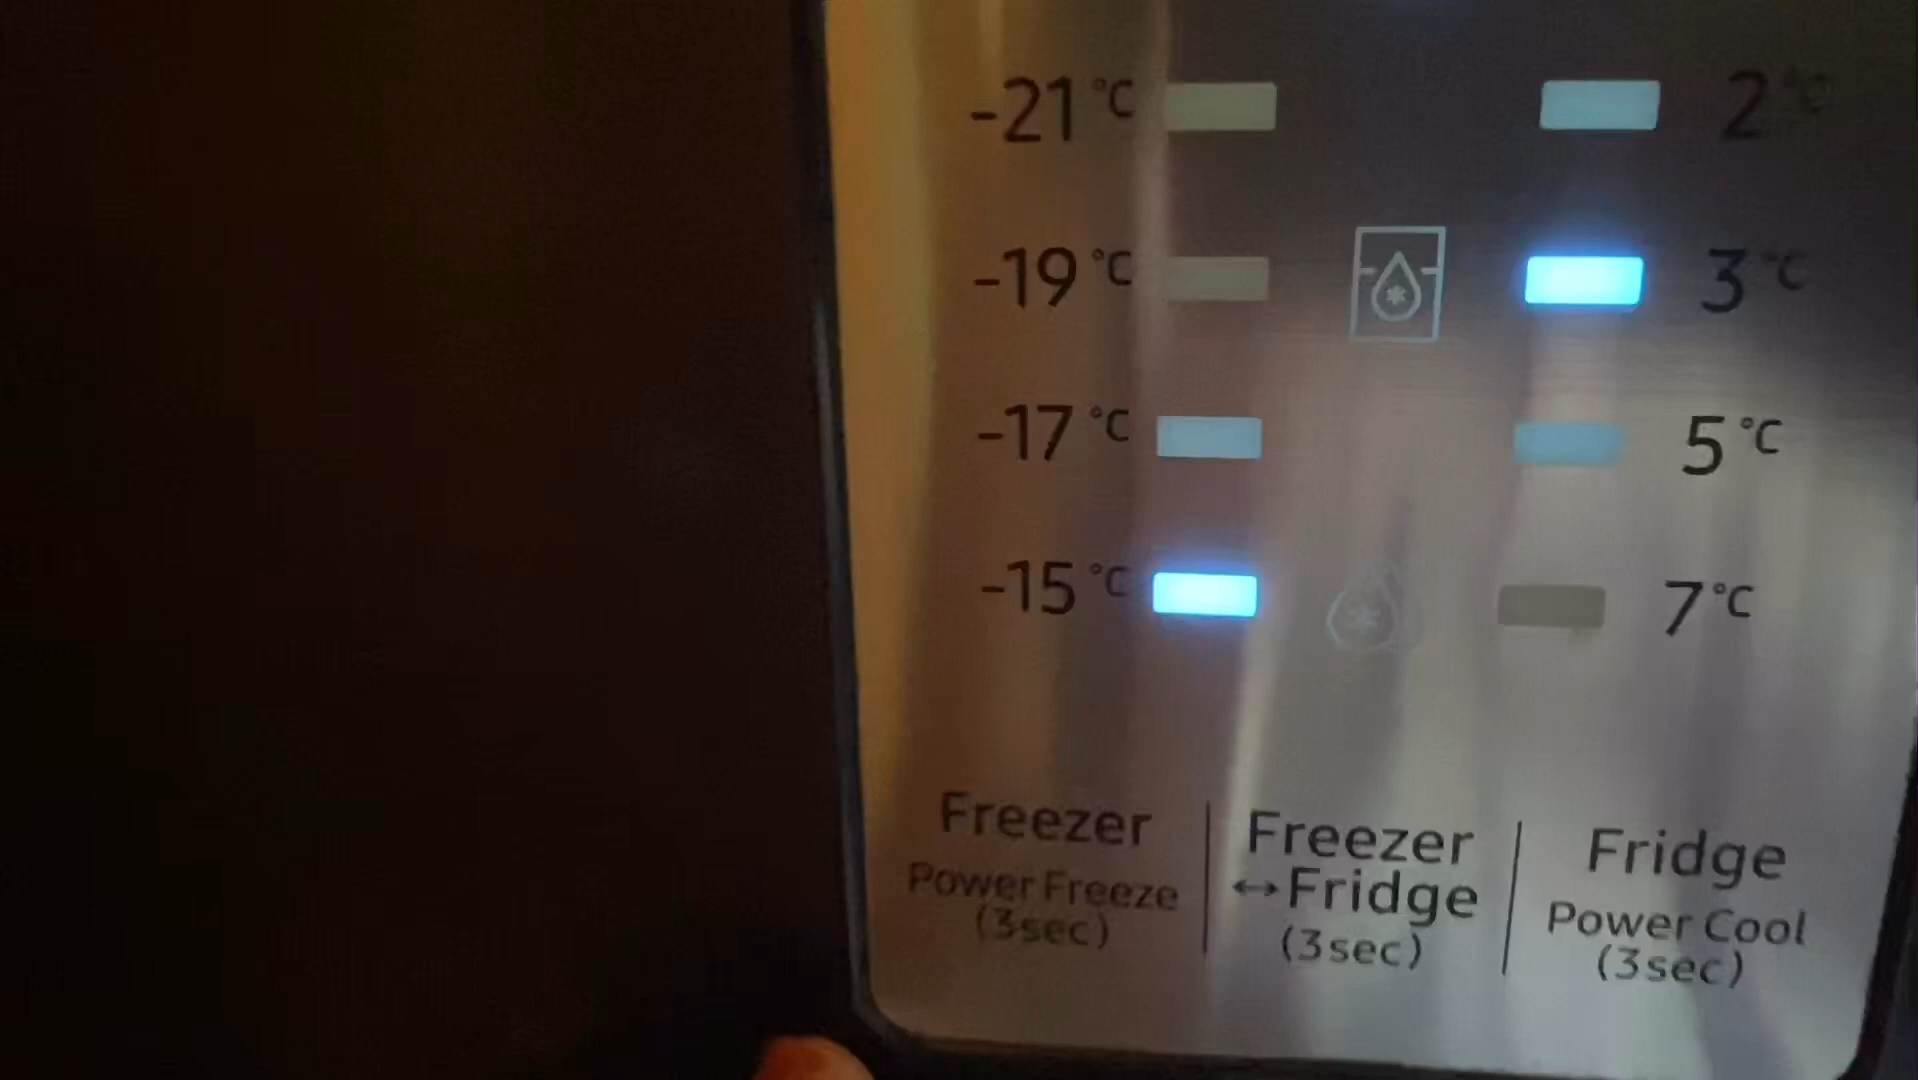 -21 °C 2 °C
-19 °C 3 °C
-17 °C 5 °C
-15 °C 7 °C
Freezer
Power Freeze
(3sec)
Freezer
↔Fridge
(3sec)
Fridge
Power Cool
(3sec)